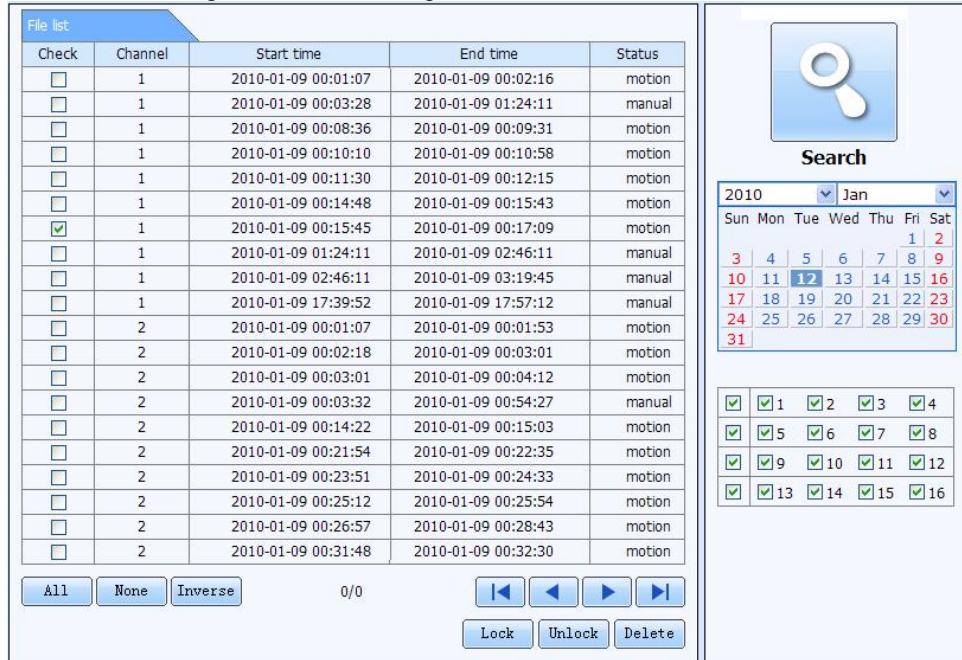 File list
Check Channel Start time End time Status
1 2010-01-09 00:01:07 2010-01-09 00:02:16 motion
1 2010-01-09 00:03:28 2010-01-09 01:24:11 manual
1 2010-01-09 00:08:36 2010-01-09 00:09:31 motion
1 2010-01-09 00:10:10 2010-01-09 00:10:58 motion
1 2010-01-09 00:11:30 2010-01-09 00:12:15 motion
1 2010-01-09 00:14:48 2010-01-09 00:15:43 motion
1 2010-01-09 00:15:45 2010-01-09 00:17:09 motion
1 2010-01-09 01:24:11 2010-01-09 02:46:11 manual
1 2010-01-09 02:46:11 2010-01-09 03:19:45 manual
1 2010-01-09 17:39:52 2010-01-09 17:57:12 manual
2 2010-01-09 00:01:07 2010-01-09 00:01:53 motion
2 2010-01-09 00:02:18 2010-01-09 00:03:01 motion
2 2010-01-09 00:03:01 2010-01-09 00:04:12 motion
2 2010-01-09 00:03:32 2010-01-09 00:54:27 manual
2 2010-01-09 00:14:22 2010-01-09 00:15:03 motion
2 2010-01-09 00:21:54 2010-01-09 00:22:35 motion
2 2010-01-09 00:23:51 2010-01-09 00:24:33 motion
2 2010-01-09 00:25:12 2010-01-09 00:25:54 motion
2 2010-01-09 00:26:57 2010-01-09 00:28:43 motion
2 2010-01-09 00:31:48 2010-01-09 00:32:30 motion
All None Inverse 0/0
Lock Unlock Delete
Search
2010 Jan
Sun Mon Tue Wed Thu Fri Sat
1 2
3 4 5 6 7 8 9
10 11 12 13 14 15 16
17 18 19 20 21 22 23
24 25 26 27 28 29 30
31
1 2 3 4
5 6 7 8
9 10 11 12
13 14 15 16